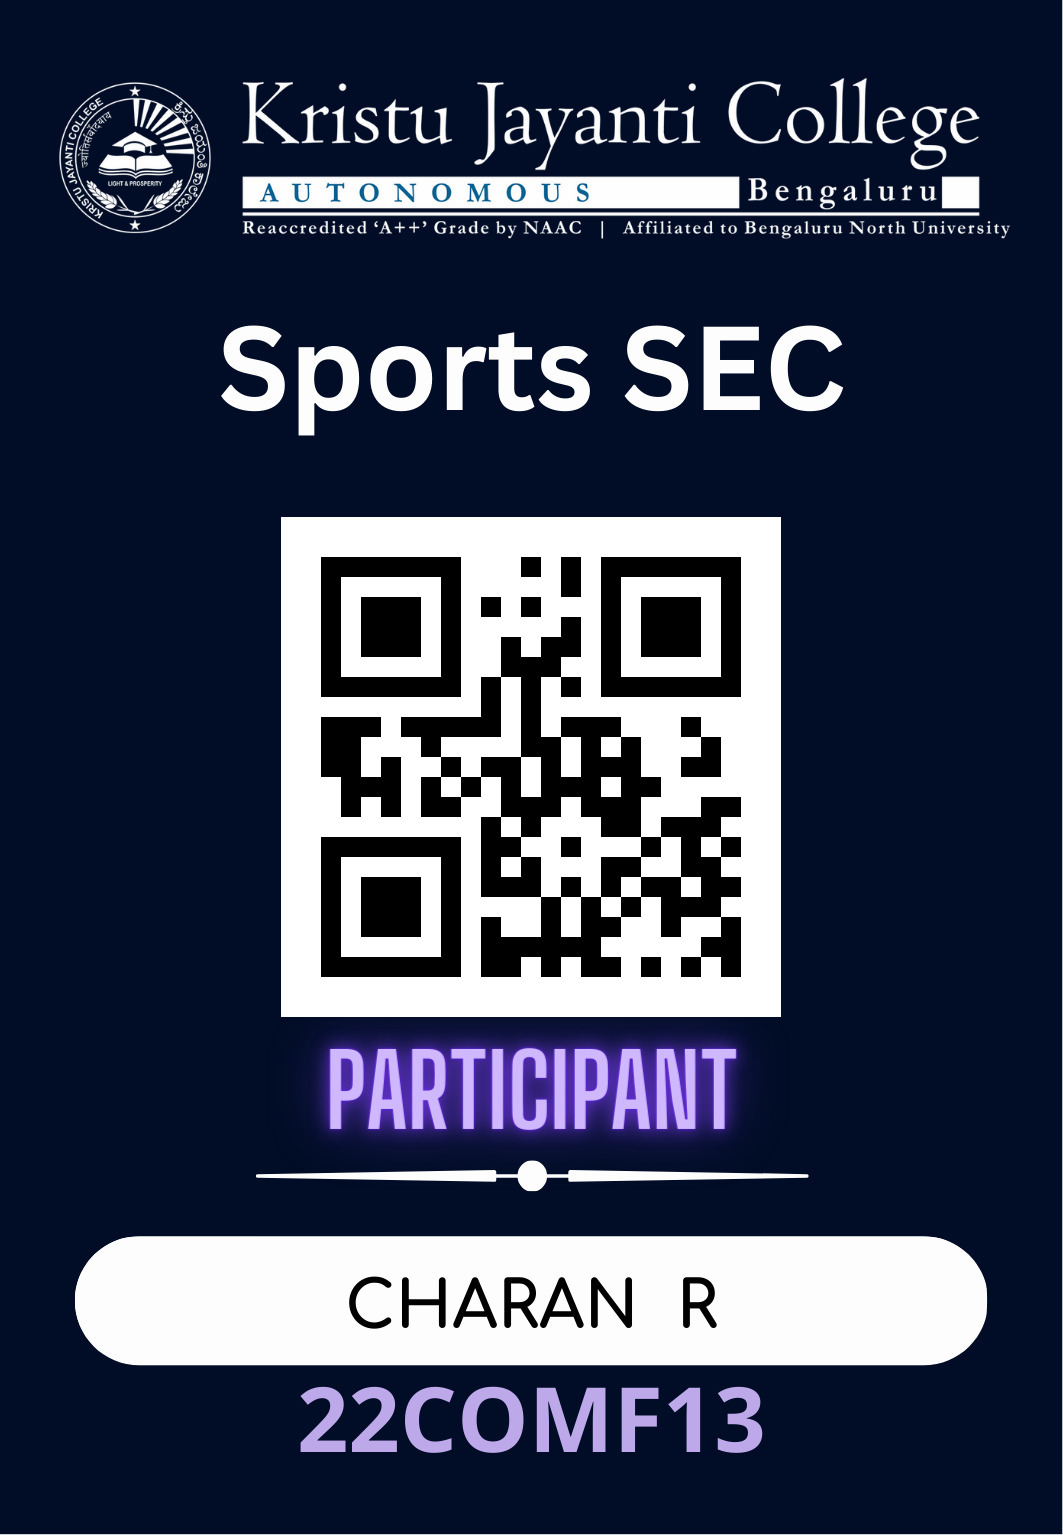 Kristu Jayanti College
AUTONOMOUS Bengaluru
Reaccredited ‘A++’ Grade by NAAC | Affiliated to Bengaluru North University
KRISTU JAYANTI COLLEGE
ಕ್ರಿಸ್ತು ಜಯಂತಿ ಕಾಲೇಜು
LIGHT & PROSPERITY
Sports SEC
PARTICIPANT
CHARAN R
22COMF13